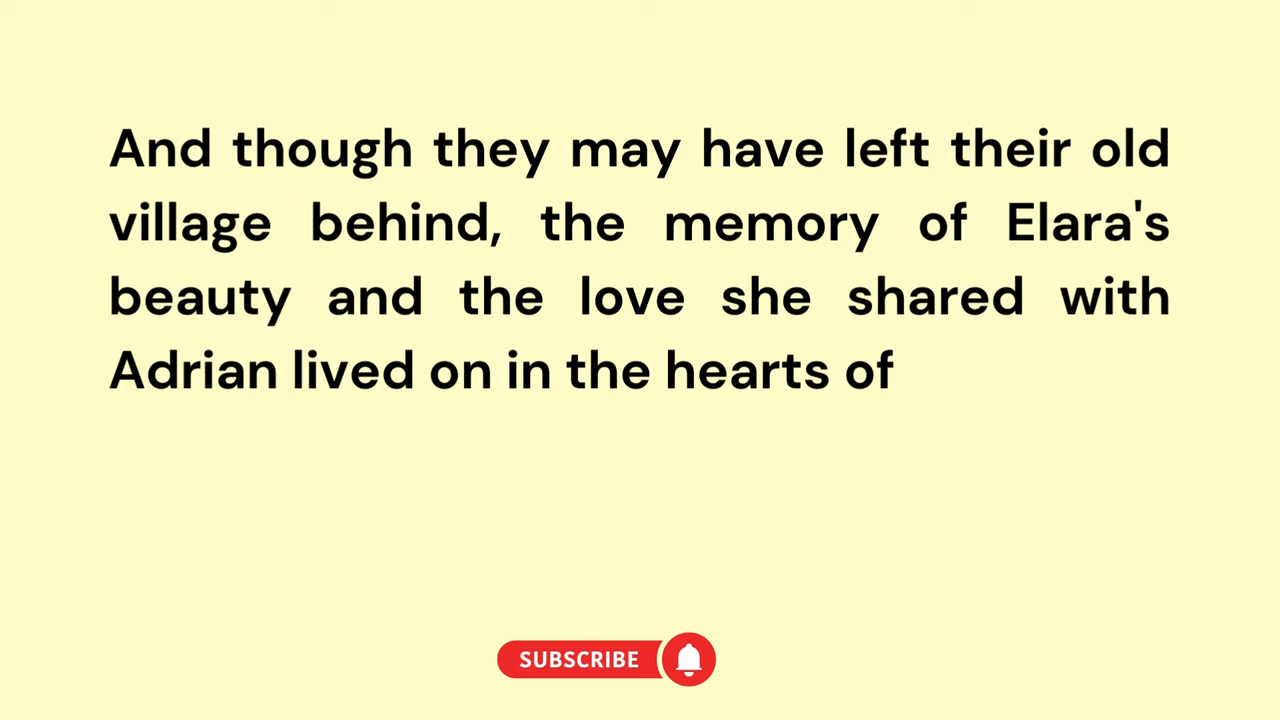 And though they may have left their old
village behind, the memory of Elara's
beauty and the love she shared with
Adrian lived on in the hearts of
SUBSCRIBE